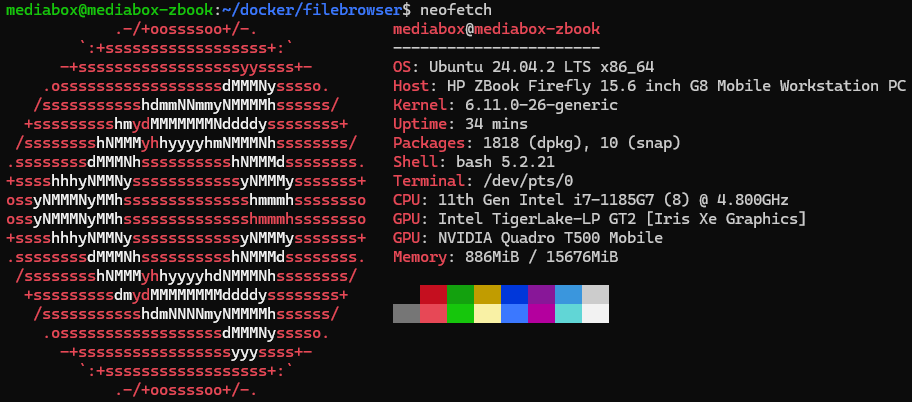 mediabox@mediabox-zbook:~/docker/filebrowser$ neofetch
            .-/+oossssoo+/-.               mediabox@mediabox-zbook
        `:+ssssssssssssssssss+:`           -----------------------
      -+ssssssssssssssssssyyssss+-         OS: Ubuntu 24.04.2 LTS x86_64
    .ossssssssssssssssssdMMMNysssso.       Host: HP ZBook Firefly 15.6 inch G8 Mobile Workstation PC
   /ssssssssssshdmmNNmmyNMMMMhssssss/      Kernel: 6.11.0-26-generic
  +ssssssssshmydMMMMMMMNddddyssssssss+     Uptime: 34 mins
 /sssssssshNMMMyhhyyyyhmNMMMNhssssssss/    Packages: 1818 (dpkg), 10 (snap)
.ssssssssdMMMNhsssssssssshNMMMdssssssss.   Shell: bash 5.2.21
+sssshhhyNMMNyssssssssssssyNMMMysssssss+   Terminal: /dev/pts/0
ossyNMMMNyMMhsssssssssssssshmmmhssssssso   CPU: 11th Gen Intel i7-1185G7 (8) @ 4.800GHz
ossyNMMMNyMMhsssssssssssssshmmmhssssssso   GPU: Intel TigerLake-LP GT2 [Iris Xe Graphics]
+sssshhhyNMMNyssssssssssssyNMMMysssssss+   GPU: NVIDIA Quadro T500 Mobile
.ssssssssdMMMNhsssssssssshNMMMdssssssss.   Memory: 886MiB / 15676MiB
 /sssssssshNMMMyhhyyyyhdNMMMNhssssssss/
  +sssssssssdmydMMMMMMMMddddyssssssss+
   /ssssssssssshdmNNNNmyNMMMMhssssss/
    .ossssssssssssssssssdMMMNysssso.
      -+sssssssssssssssssyyyssss+-
        `:+ssssssssssssssssss+:`
            .-/+oossssoo+/-.